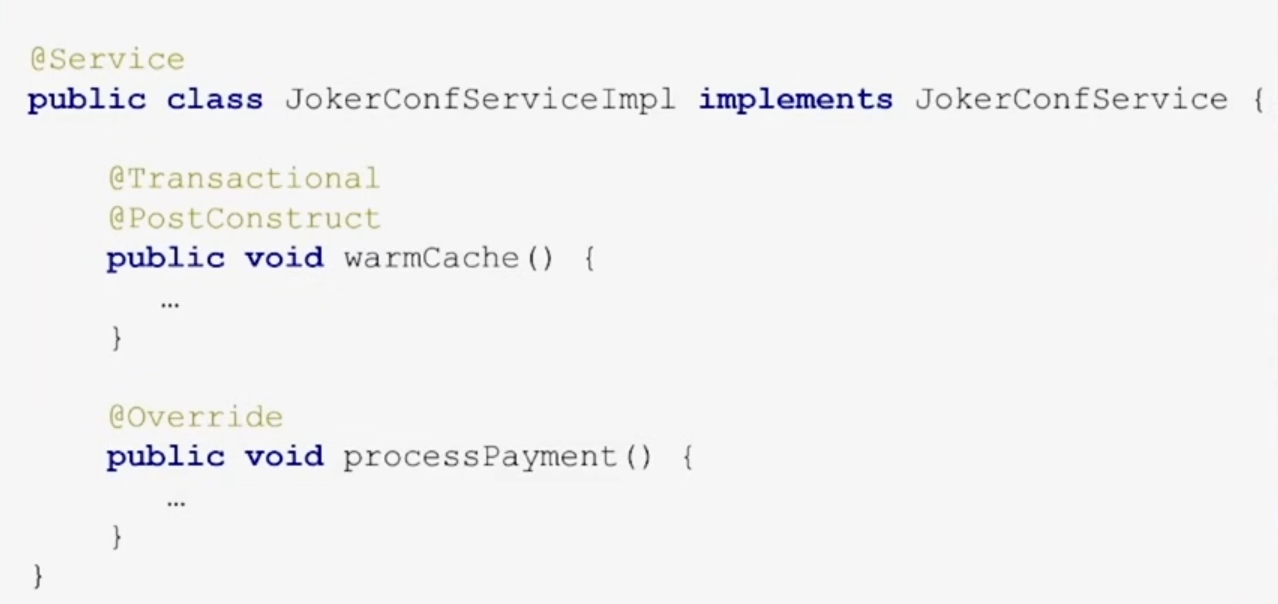 @Service
public class JokerConfServiceImpl implements JokerConfService {
@Transactional
@PostConstruct
public void warmCache() {
…
}
@Override
public void processPayment() {
…
}
}